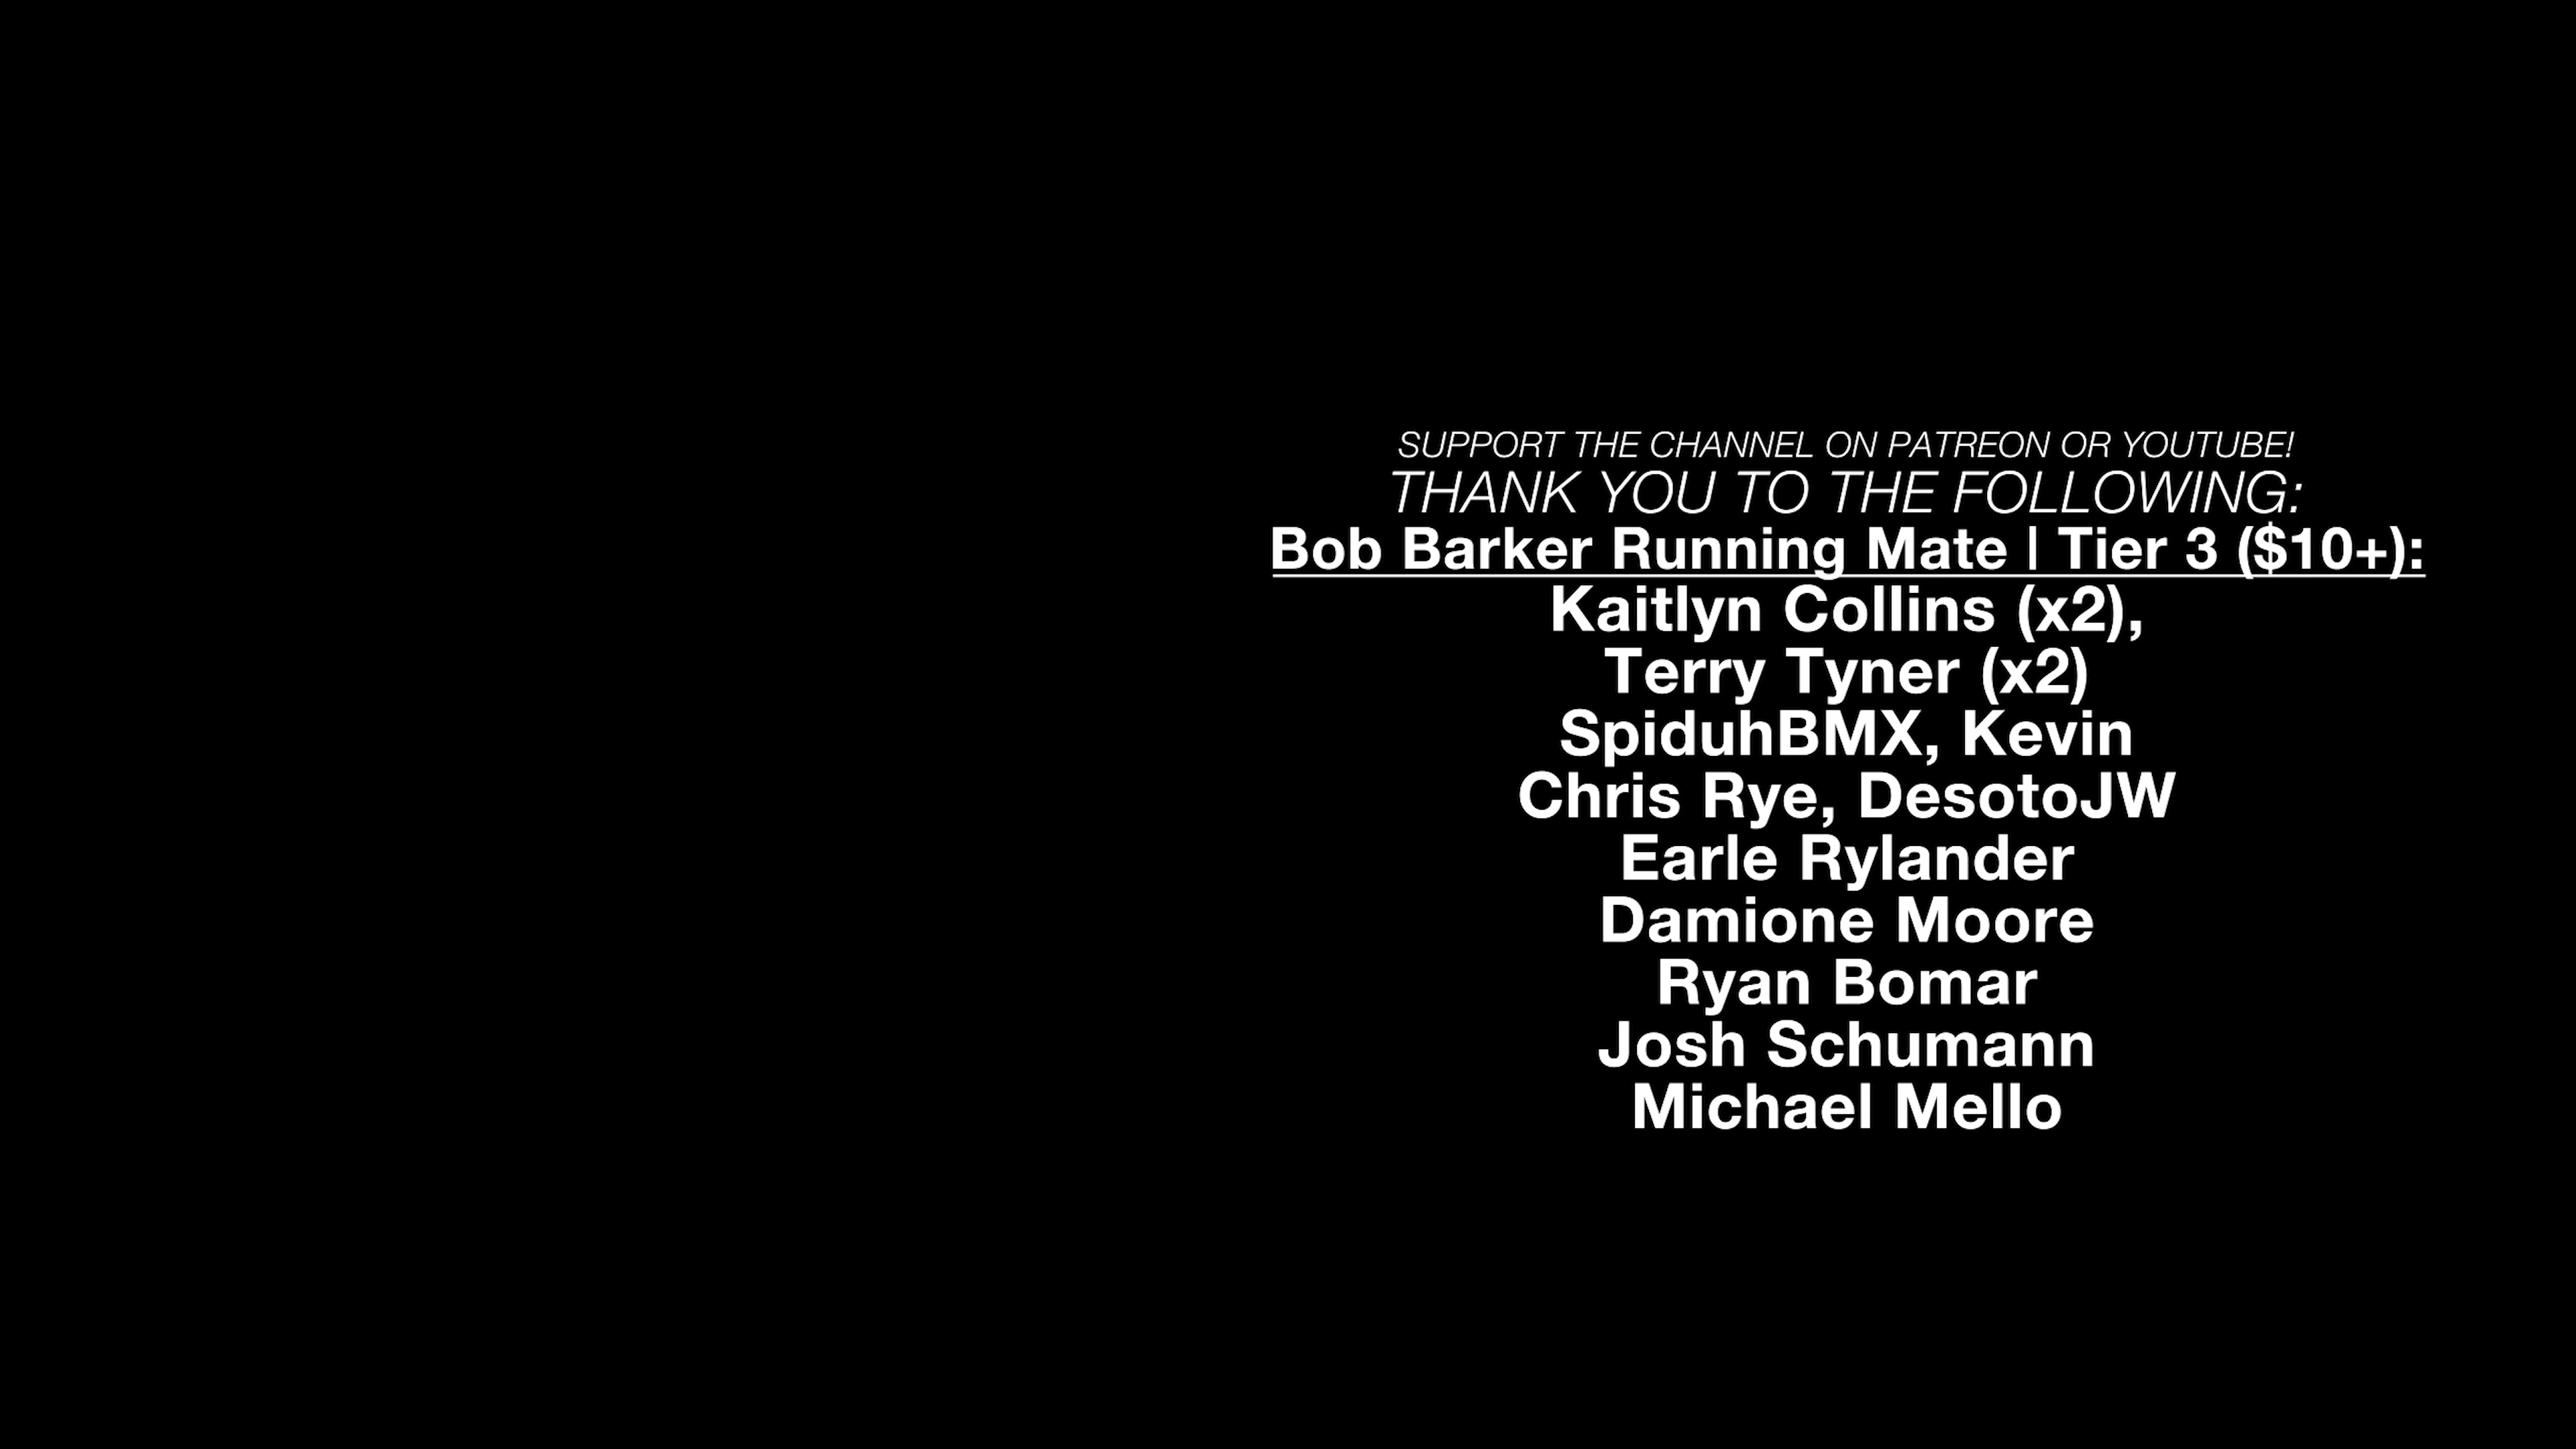 SUPPORT THE CHANNEL ON PATREON OR YOUTUBE!
THANK YOU TO THE FOLLOWING:
Bob Barker Running Mate | Tier 3 ($10+):
Kaitlyn Collins (x2),
Terry Tyner (x2)
SpiduhBMX, Kevin
Chris Rye, DesotoJW
Earle Rylander
Damione Moore
Ryan Bomar
Josh Schumann
Michael Mello